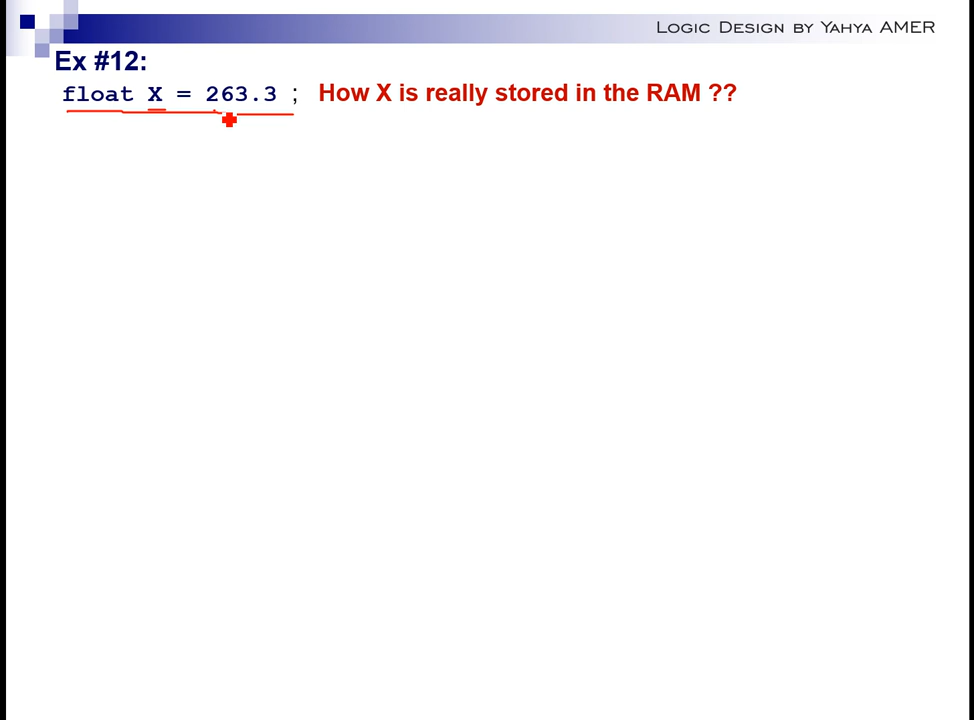 Logic Design by Yahya AMER
Ex #12:
float X = 263.3 ; How X is really stored in the RAM ??